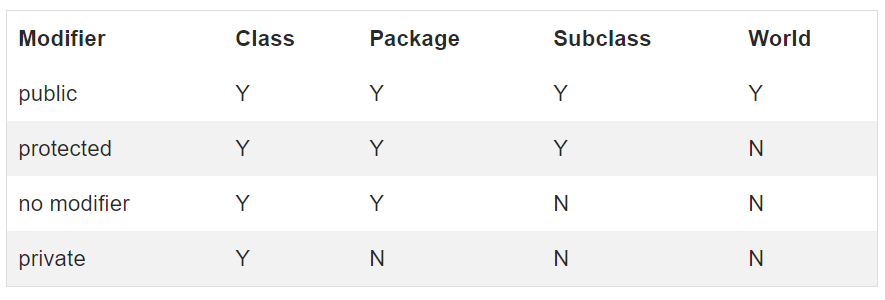 Modifier Class Package Subclass World
public Y Y Y Y
protected Y Y Y N
no modifier Y Y N N
private Y N N N